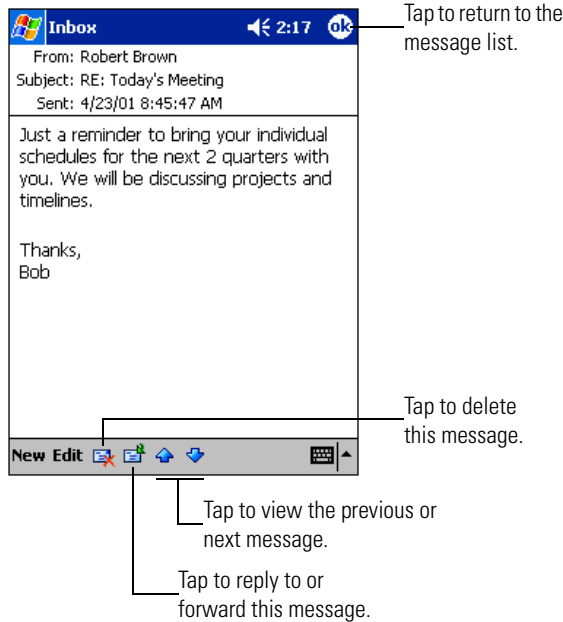 Inbox 2:17 ok
Tap to return to the
message list.
From: Robert Brown
Subject: RE: Today's Meeting
Sent: 4/23/01 8:45:47 AM
Just a reminder to bring your individual
schedules for the next 2 quarters with
you. We will be discussing projects and
timelines.
Thanks,
Bob
Tap to delete
this message.
New Edit
Tap to view the previous or
next message.
Tap to reply to or
forward this message.